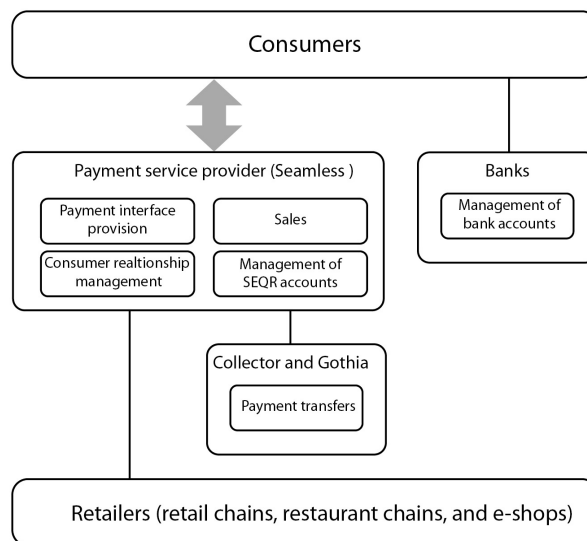 Consumers
Payment service provider (Seamless )
Payment interface
provision
Sales
Consumer realtionship
management
Management of
SEQR accounts
Banks
Management of
bank accounts
Collector and Gothia
Payment transfers
Retailers (retail chains, restaurant chains, and e-shops)